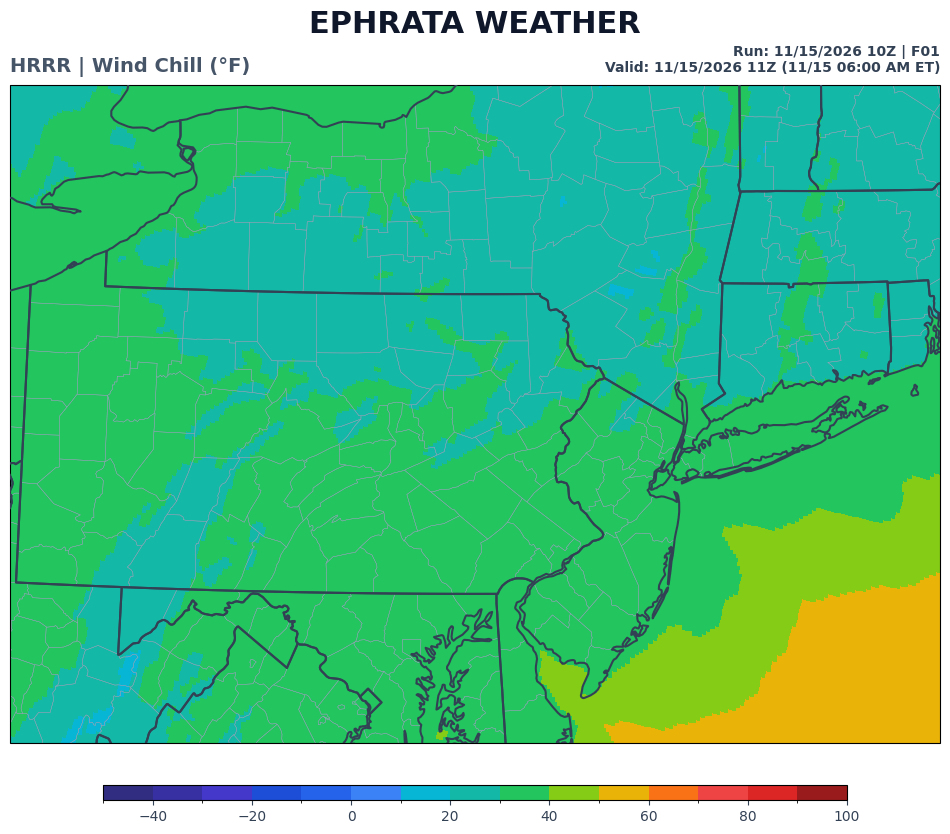 EPHRATA WEATHER
HRRR | Wind Chill (°F)
Run: 11/15/2026 10Z | F01
Valid: 11/15/2026 11Z (11/15 06:00 AM ET)
−40 −20 0 20 40 60 80 100